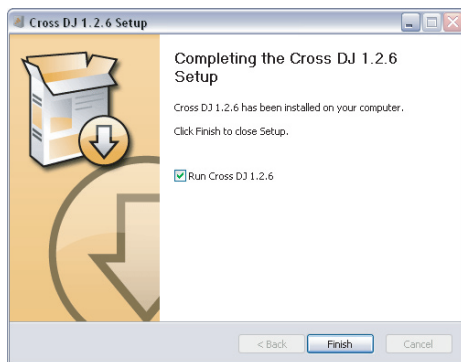 Cross DJ 1.2.6 Setup
Completing the Cross DJ 1.2.6
Setup
Cross DJ 1.2.6 has been installed on your computer.
Click Finish to close Setup.
Run Cross DJ 1.2.6
< Back
Finish
Cancel